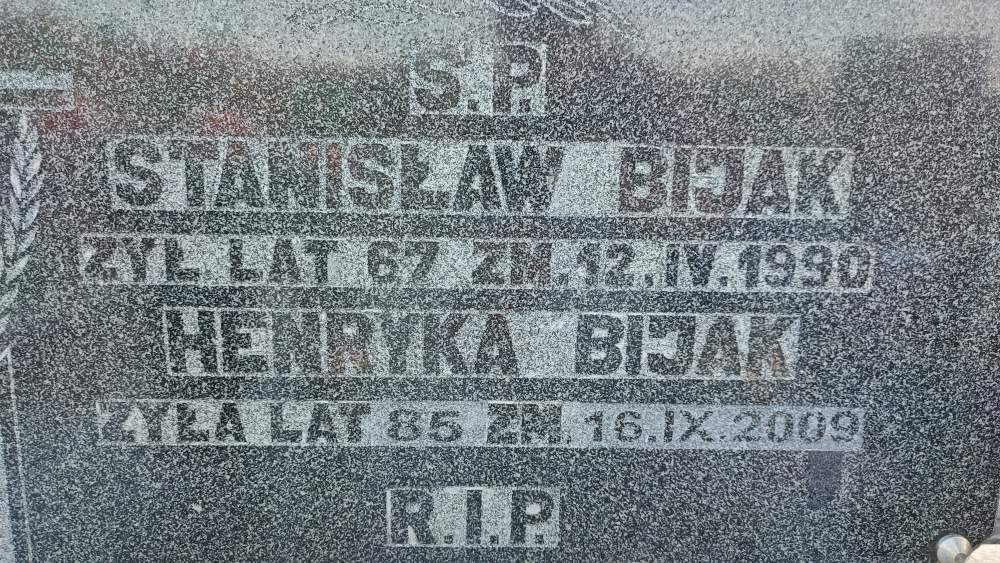 S.P.
STANISŁAW BIJAK
ŻYŁ LAT 67 ZM. 12.IV.1990
HENRYKA BIJAK
ŻYŁA LAT 85 ZM. 16.IX.2009
R.I.P.